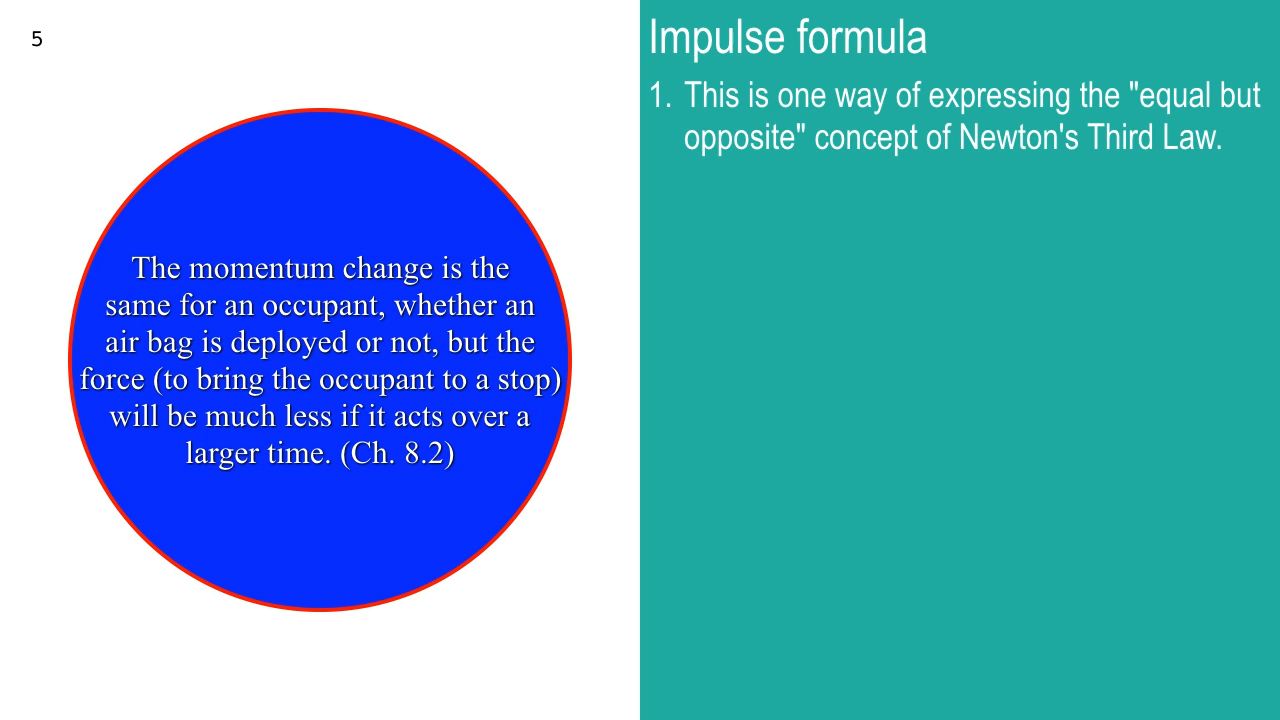 5
The momentum change is the
same for an occupant, whether an
air bag is deployed or not, but the
force (to bring the occupant to a stop)
will be much less if it acts over a
larger time. (Ch. 8.2)
Impulse formula
1. This is one way of expressing the "equal but
opposite" concept of Newton's Third Law.